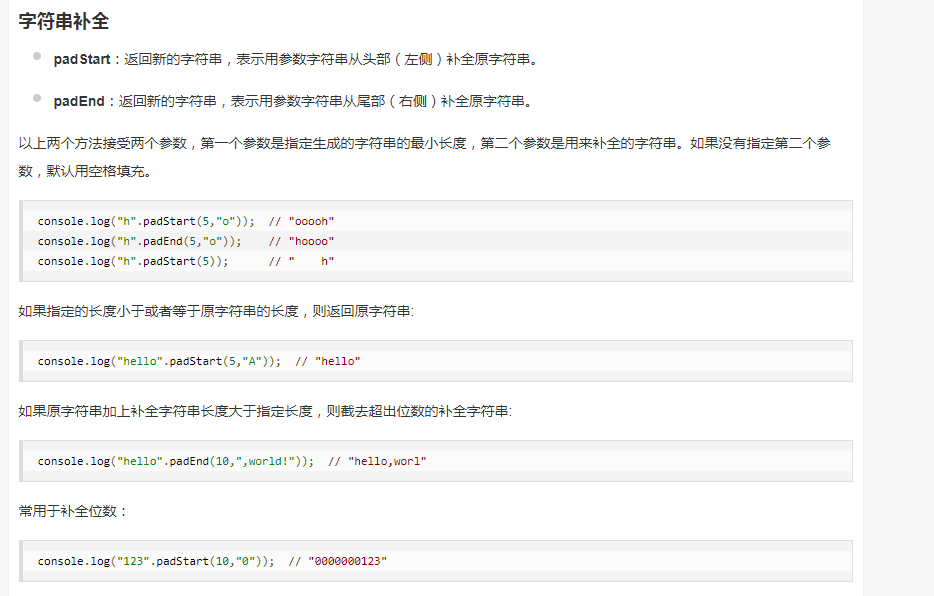 字符串补全
padStart：返回新的字符串，表示用参数字符串从头部（左侧）补全原字符串。
padEnd：返回新的字符串，表示用参数字符串从尾部（右侧）补全原字符串。
以上两个方法接受两个参数，第一个参数是指定生成的字符串的最小长度，第二个参数是用来补全的字符串。如果没有指定第二个参
数，默认用空格填充。
console.log("h".padStart(5,"o"));  // "ooooh"
console.log("h".padEnd(5,"o"));    // "hoooo"
console.log("h".padStart(5));      // "    h"
如果指定的长度小于或者等于原字符串的长度，则返回原字符串:
console.log("hello".padStart(5,"A"));  // "hello"
如果原字符串加上补全字符串长度大于指定长度，则截去超出位数的补全字符串:
console.log("hello".padEnd(10,",world!"));  // "hello,worl"
常用于补全位数：
console.log("123".padStart(10,"0"));  // "0000000123"